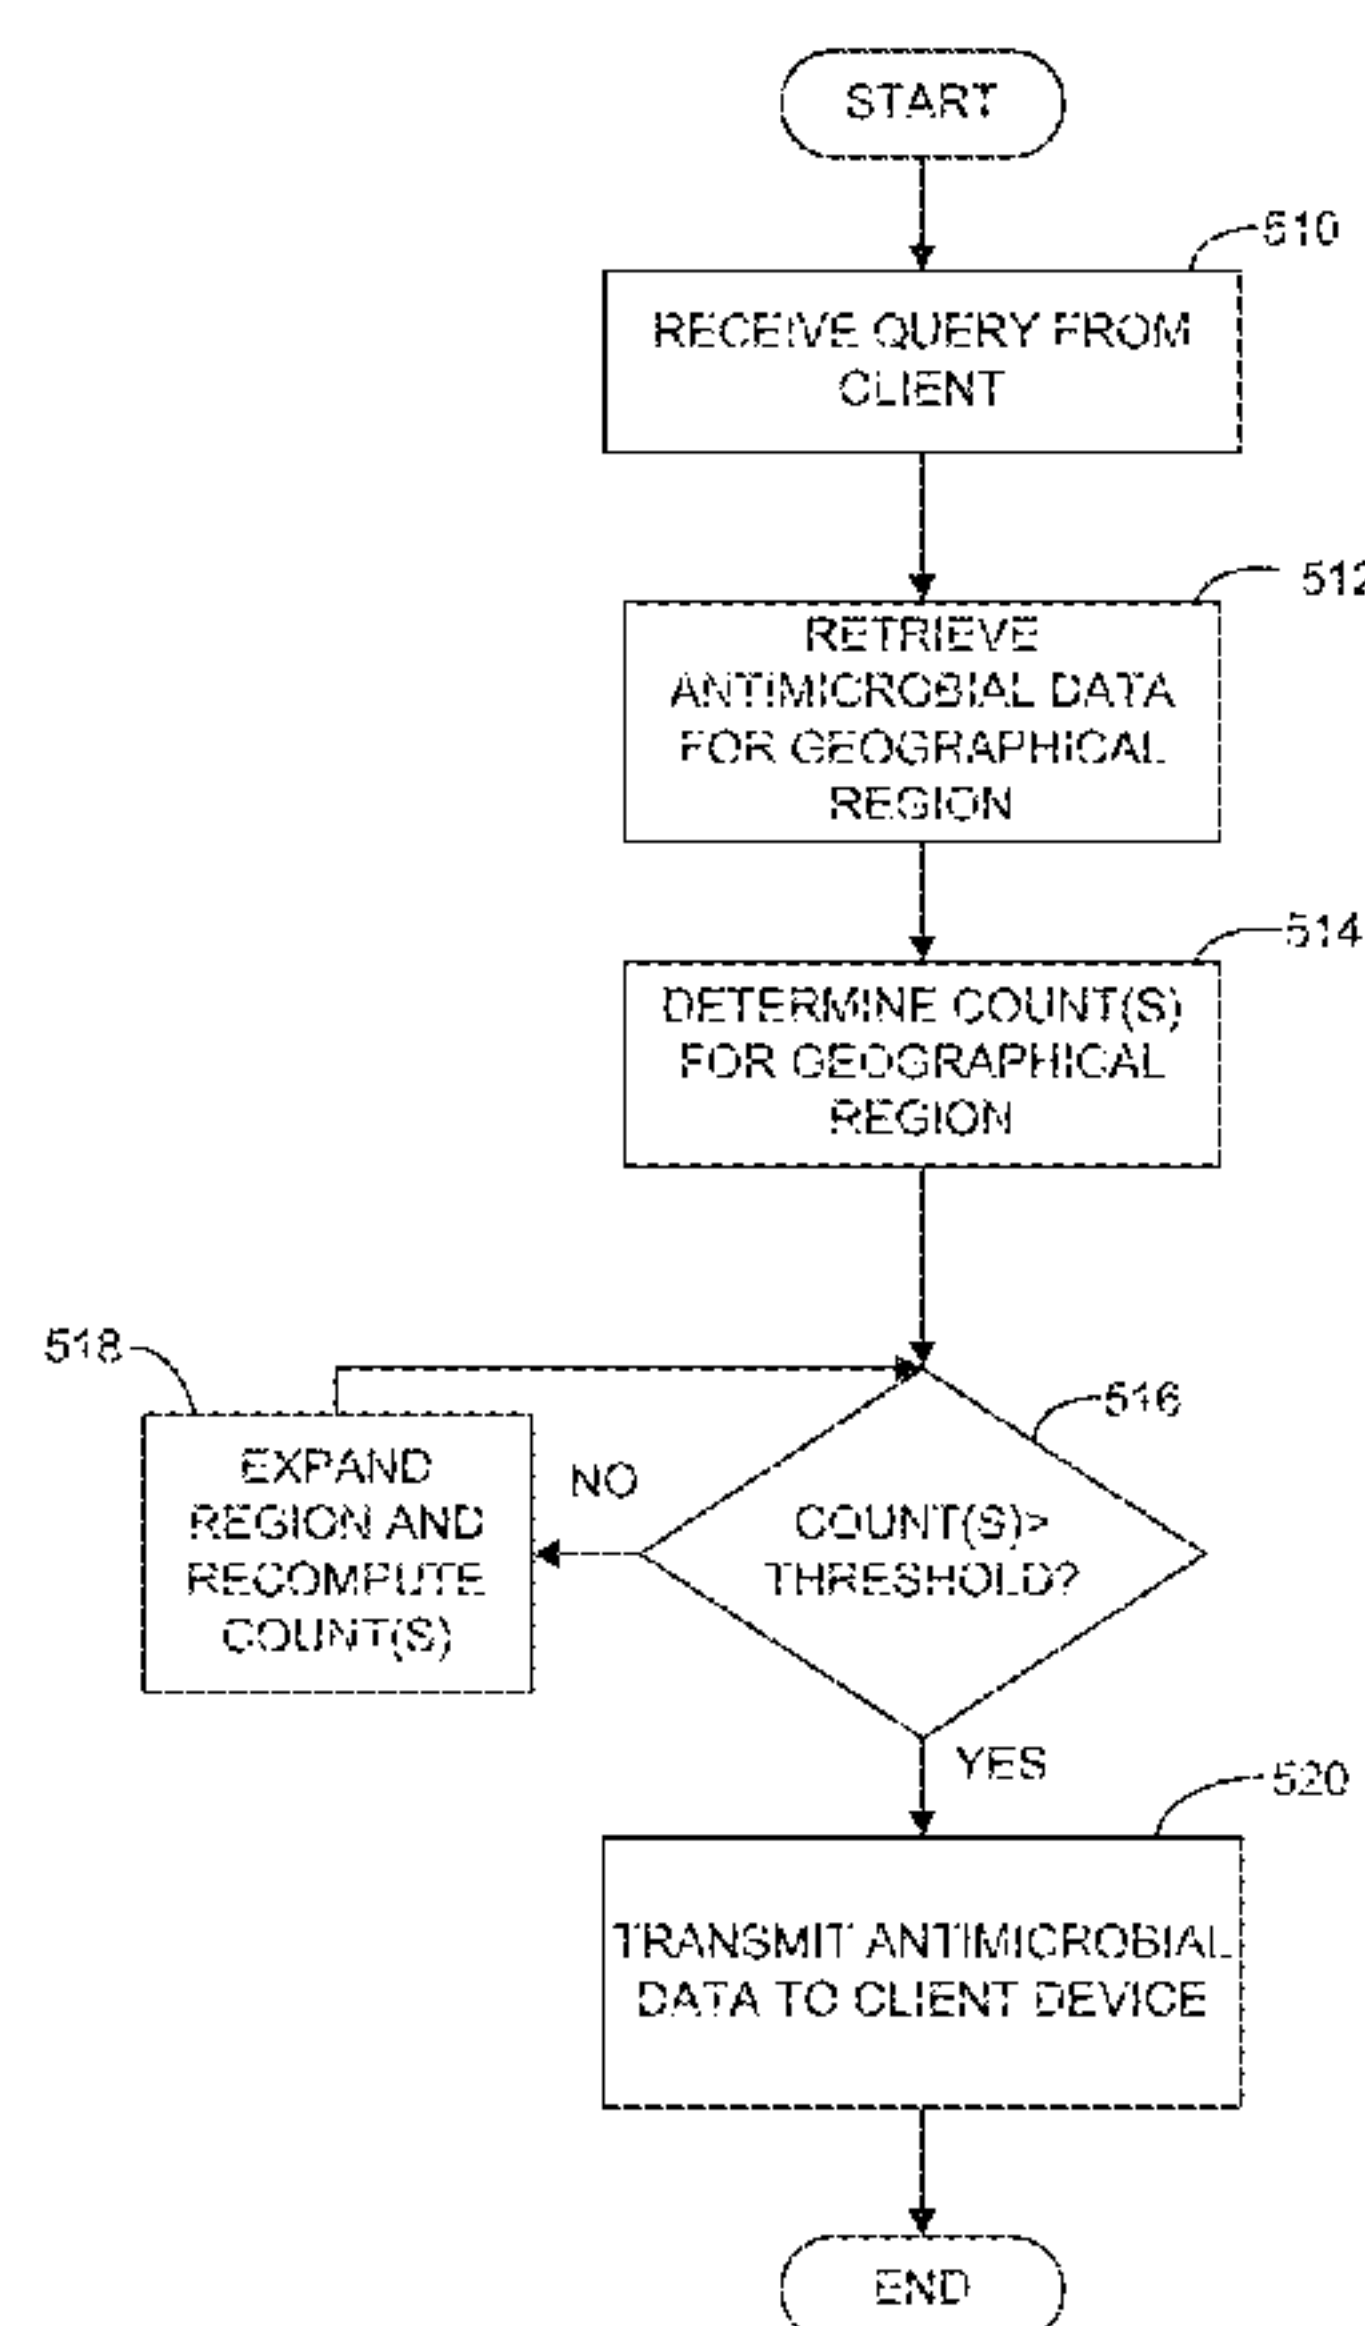 START
510
RECEIVE QUERY FROM
CLIENT
512
RETRIEVE
ANTIMICROBIAL DATA
FOR GEOGRAPHICAL
REGION
514
DETERMINE COUNT(S)
FOR GEOGRAPHICAL
REGION
518
516
EXPAND
REGION AND
RECOMPUTE
COUNT(S)
NO
COUNT(S)>
THRESHOLD?
YES
520
TRANSMIT ANTIMICROBIAL
DATA TO CLIENT DEVICE
END